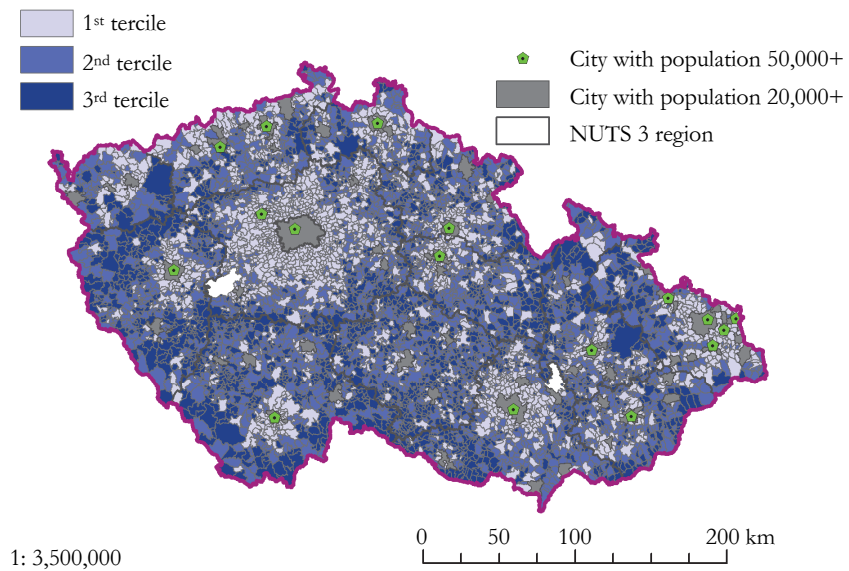 1st tercile
2nd tercile
3rd tercile
City with population 50,000+
City with population 20,000+
NUTS 3 region
0 50 100 200 km
1: 3,500,000